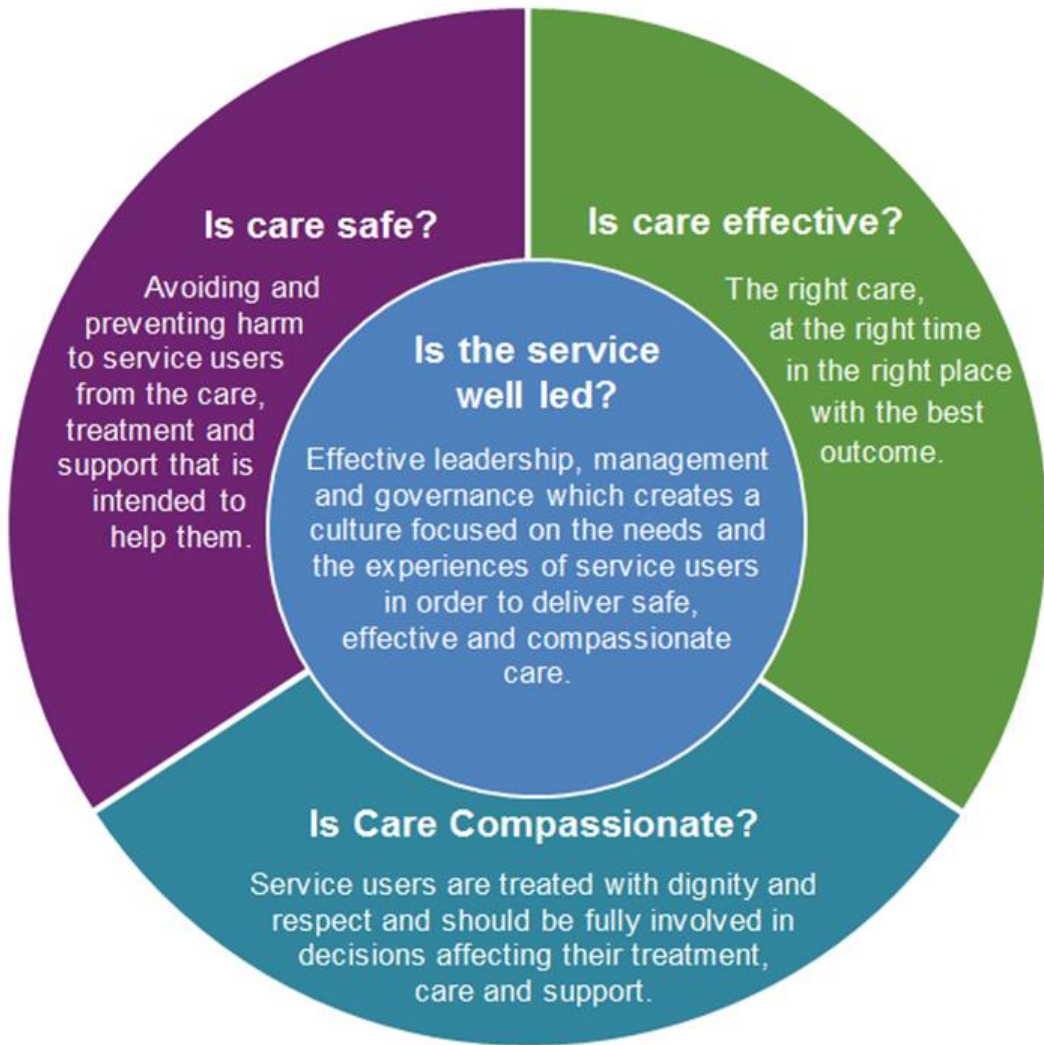 Is care safe?
Avoiding and
preventing harm
to service users
from the care,
treatment and
support that is
intended to
help them.
Is care effective?
The right care,
at the right time
in the right place
with the best
outcome.
Is the service
well led?
Effective leadership, management
and governance which creates a
culture focused on the needs and
the experiences of service users
in order to deliver safe,
effective and compassionate
care.
Is Care Compassionate?
Service users are treated with dignity and
respect and should be fully involved in
decisions affecting their treatment,
care and support.